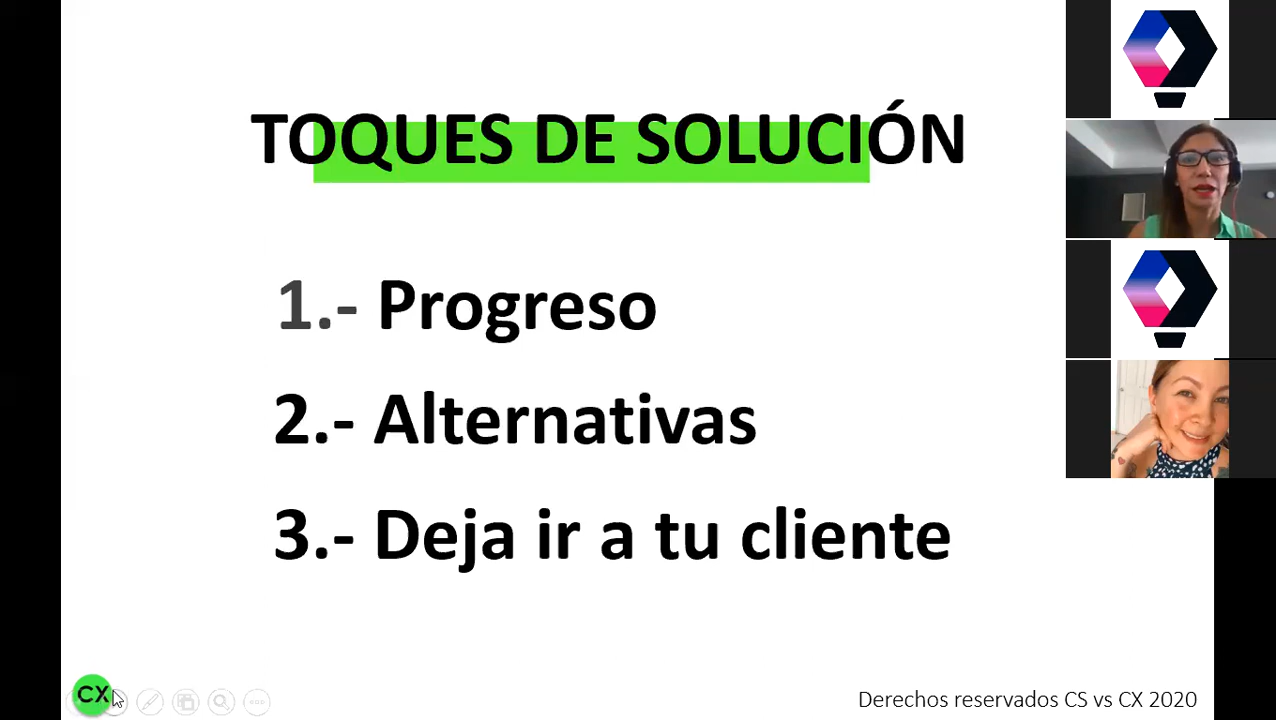 TOQUES DE SOLUCIÓN
1.- Progreso
2.- Alternativas
3.- Deja ir a tu cliente
CX
Derechos reservados CS vs CX 2020